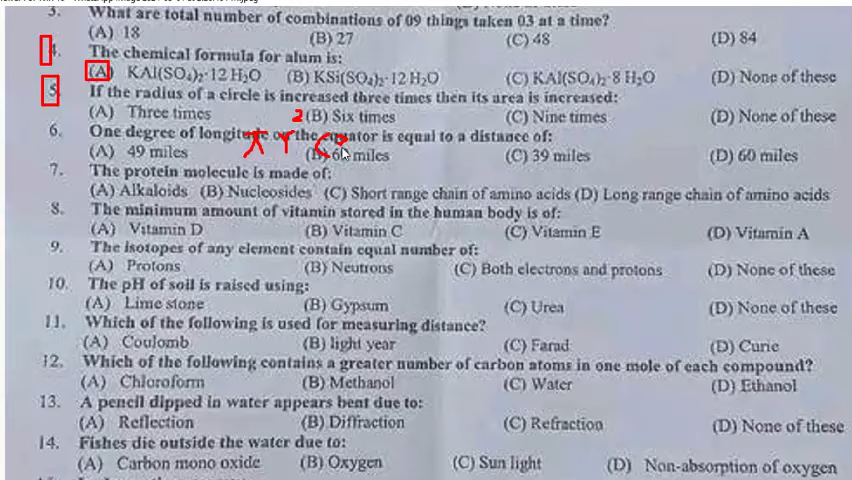 3. What are total number of combinations of 09 things taken 03 at a time?
(A) 18 (B) 27 (C) 48 (D) 84
The chemical formula for alum is:
(A) KAl(SO₄)₂·12 H₂O (B) KSi(SO₄)₂·12 H₂O (C) KAl(SO₄)₂·8 H₂O (D) None of these
5. If the radius of a circle is increased three times then its area is increased:
(A) Three times (B) Six times (C) Nine times (D) None of these
6. One degree of longitude on the equator is equal to a distance of:
(A) 49 miles (B) miles (C) 39 miles (D) 60 miles
7. The protein molecule is made of:
(A) Alkaloids (B) Nucleosides (C) Short range chain of amino acids (D) Long range chain of amino acids
8. The minimum amount of vitamin stored in the human body is of:
(A) Vitamin D (B) Vitamin C (C) Vitamin E (D) Vitamin A
9. The isotopes of any element contain equal number of:
(A) Protons (B) Neutrons (C) Both electrons and protons (D) None of these
10. The pH of soil is raised using:
(A) Lime stone (B) Gypsum (C) Urea (D) None of these
11. Which of the following is used for measuring distance?
(A) Coulomb (B) light year (C) Farad (D) Curie
12. Which of the following contains a greater number of carbon atoms in one mole of each compound?
(A) Chloroform (B) Methanol (C) Water (D) Ethanol
13. A pencil dipped in water appears bent due to:
(A) Reflection (B) Diffraction (C) Refraction (D) None of these
14. Fishes die outside the water due to:
(A) Carbon mono oxide (B) Oxygen (C) Sun light (D) Non-absorption of oxygen